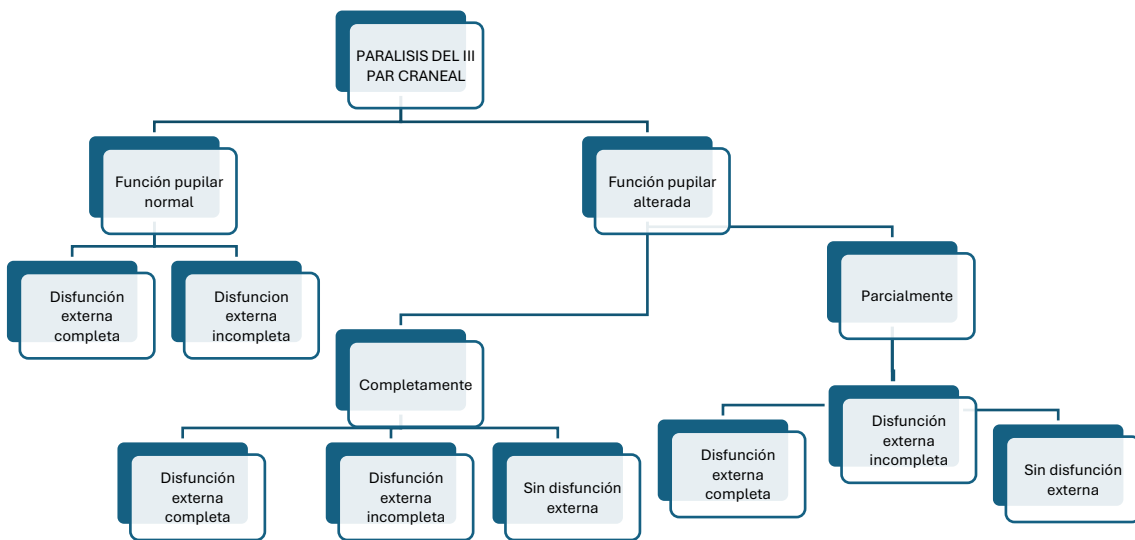 PARALISIS DEL III
PAR CRANEAL
Función pupilar
normal
Función pupilar
alterada
Disfunción
externa
completa
Disfuncion
externa
incompleta
Parcialmente
Completamente
Disfunción
externa
completa
Disfunción
externa
incompleta
Sin disfunción
externa
Disfunción
externa
completa
Disfunción
externa
incompleta
Sin disfunción
externa